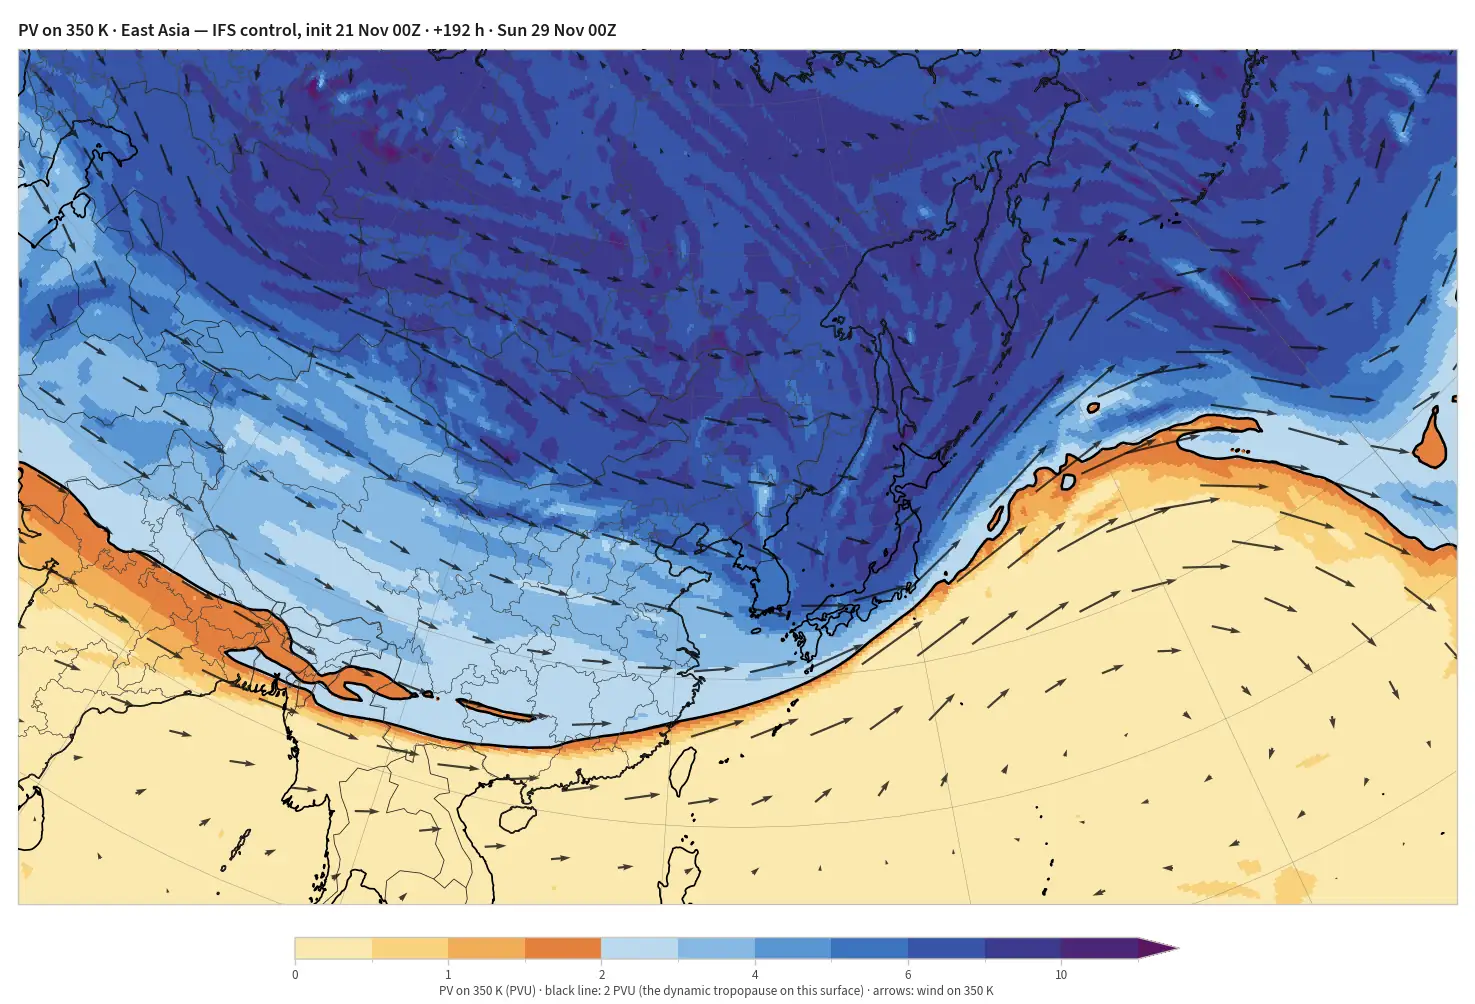 PV on 350 K · East Asia — IFS control, init 21 Nov 00Z · +192 h · Sun 29 Nov 00Z
0 1 2 4 6 10
PV on 350 K (PVU) · black line: 2 PVU (the dynamic tropopause on this surface) · arrows: wind on 350 K